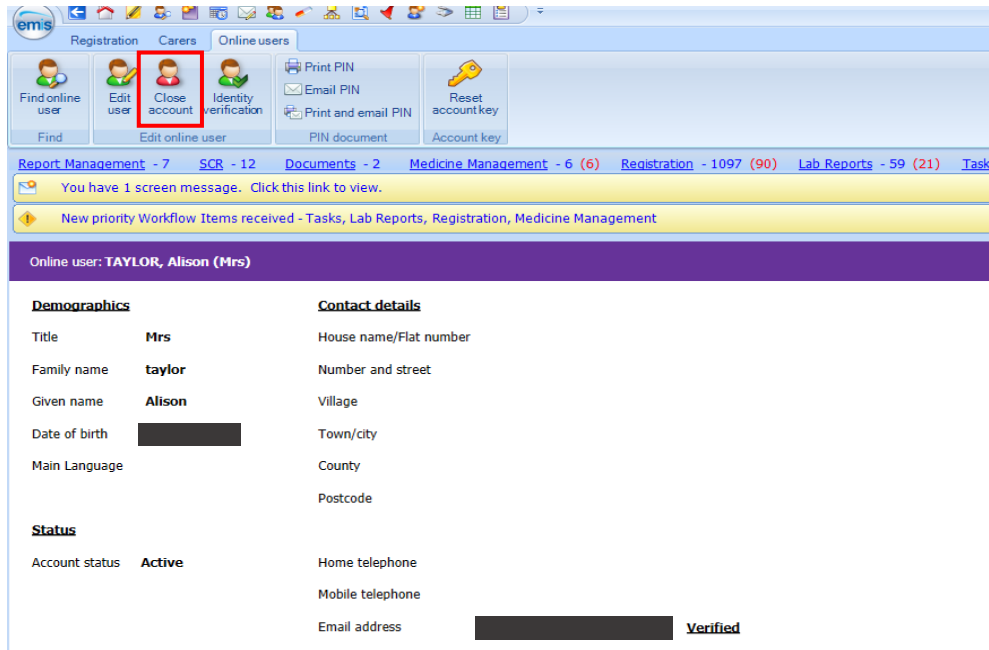 emis
Registration Carers Online users
Find online user
Edit user
Close account
Identity verification
Print PIN
Email PIN
Print and email PIN
Reset account key
Find Edit online user PIN document Account key
Report Management - 7 SCR - 12 Documents - 2 Medicine Management - 6 (6) Registration - 1097 (90) Lab Reports - 59 (21) Task
You have 1 screen message. Click this link to view.
New priority Workflow Items received - Tasks, Lab Reports, Registration, Medicine Management
Online user: TAYLOR, Alison (Mrs)
Demographics Contact details
Title Mrs House name/Flat number
Family name taylor Number and street
Given name Alison Village
Date of birth Town/city
Main Language County
Postcode
Status
Account status Active Home telephone
Mobile telephone
Email address Verified